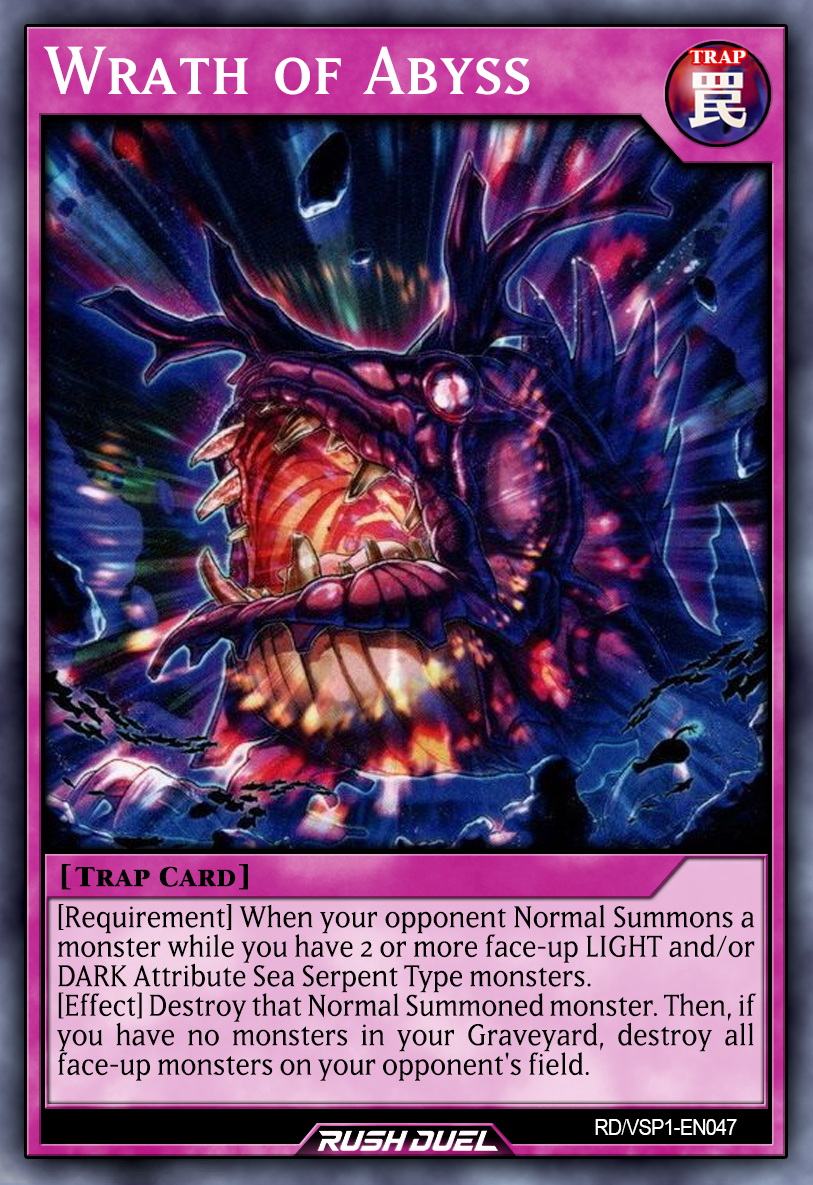 Wrath of Abyss
TRAP
罠
[Trap Card]
[Requirement] When your opponent Normal Summons a
monster while you have 2 or more face-up LIGHT and/or
DARK Attribute Sea Serpent Type monsters.
[Effect] Destroy that Normal Summoned monster. Then, if
you have no monsters in your Graveyard, destroy all
face-up monsters on your opponent's field.
RD/VSP1-EN047
RUSH DUEL